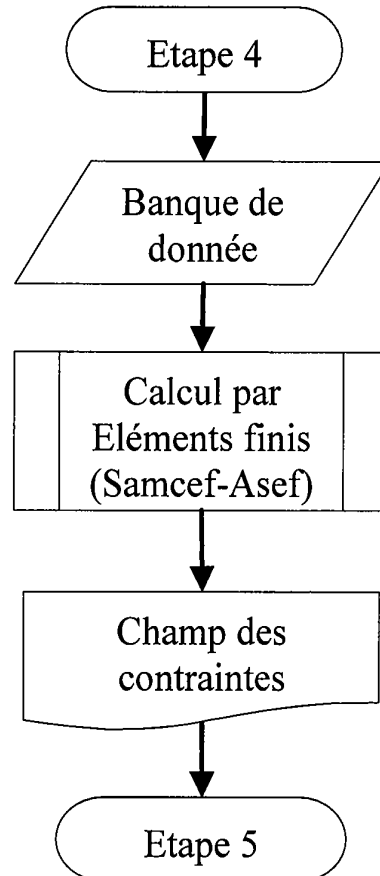 Etape 4
Banque de
donnée
Calcul par
Eléments finis
(Samcef-Asef)
Champ des
contraintes
Etape 5